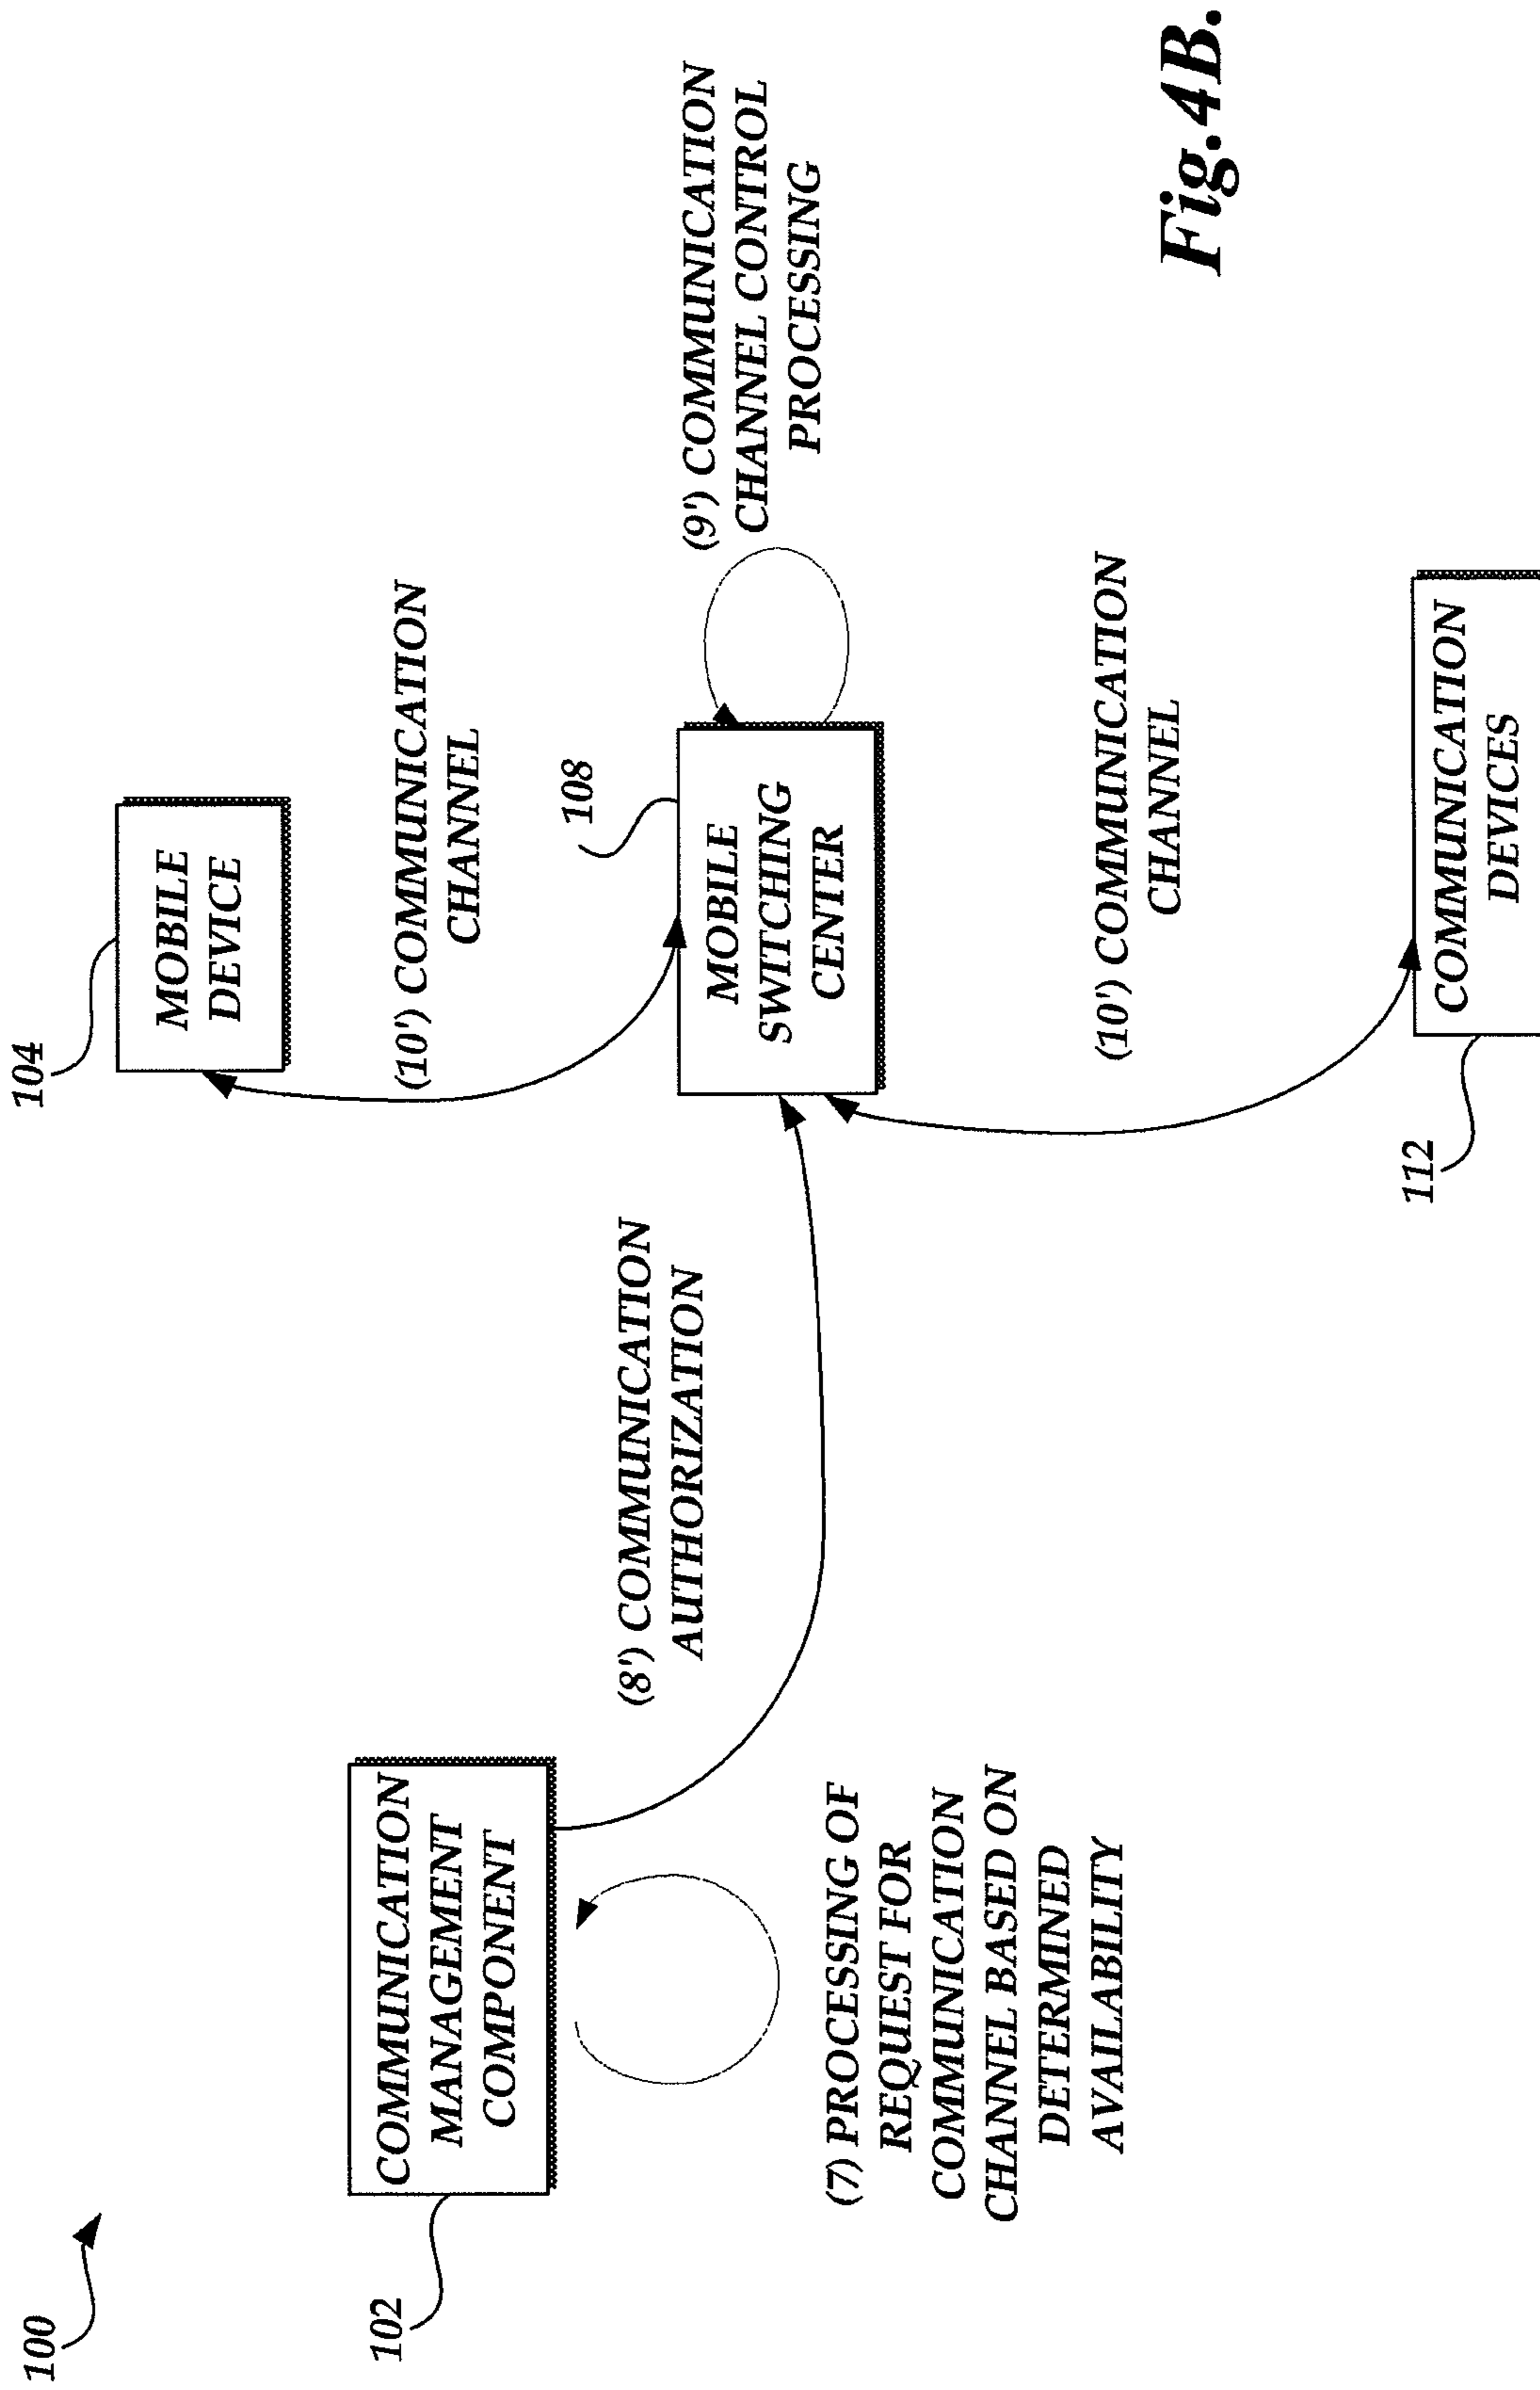 100
102
COMMUNICATION
MANAGEMENT
COMPONENT
(7) PROCESSING OF
REQUEST FOR
COMMUNICATION
CHANNEL BASED ON
DETERMINED
AVAILABILITY
(8') COMMUNICATION
AUTHORIZATION
104
MOBILE
DEVICE
(10') COMMUNICATION
CHANNEL
108
MOBILE
SWITCHING
CENTER
(9') COMMUNICATION
CHANNEL CONTROL
PROCESSING
(10') COMMUNICATION
CHANNEL
112
COMMUNICATION
DEVICES
Fig.4B.